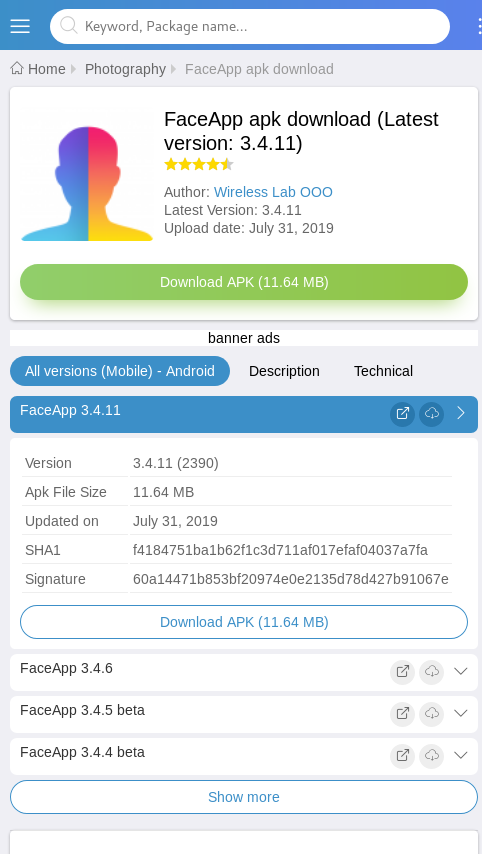 Keyword, Package name...
Home Photography FaceApp apk download
FaceApp apk download (Latest
version: 3.4.11)
Author: Wireless Lab OOO
Latest Version: 3.4.11
Upload date: July 31, 2019
Download APK (11.64 MB)
banner ads
All versions (Mobile) - Android Description Technical
FaceApp 3.4.11
Version 3.4.11 (2390)
Apk File Size 11.64 MB
Updated on July 31, 2019
SHA1 f4184751ba1b62f1c3d711af017efaf04037a7fa
Signature 60a14471b853bf20974e0e2135d78d427b91067e
Download APK (11.64 MB)
FaceApp 3.4.6
FaceApp 3.4.5 beta
FaceApp 3.4.4 beta
Show more